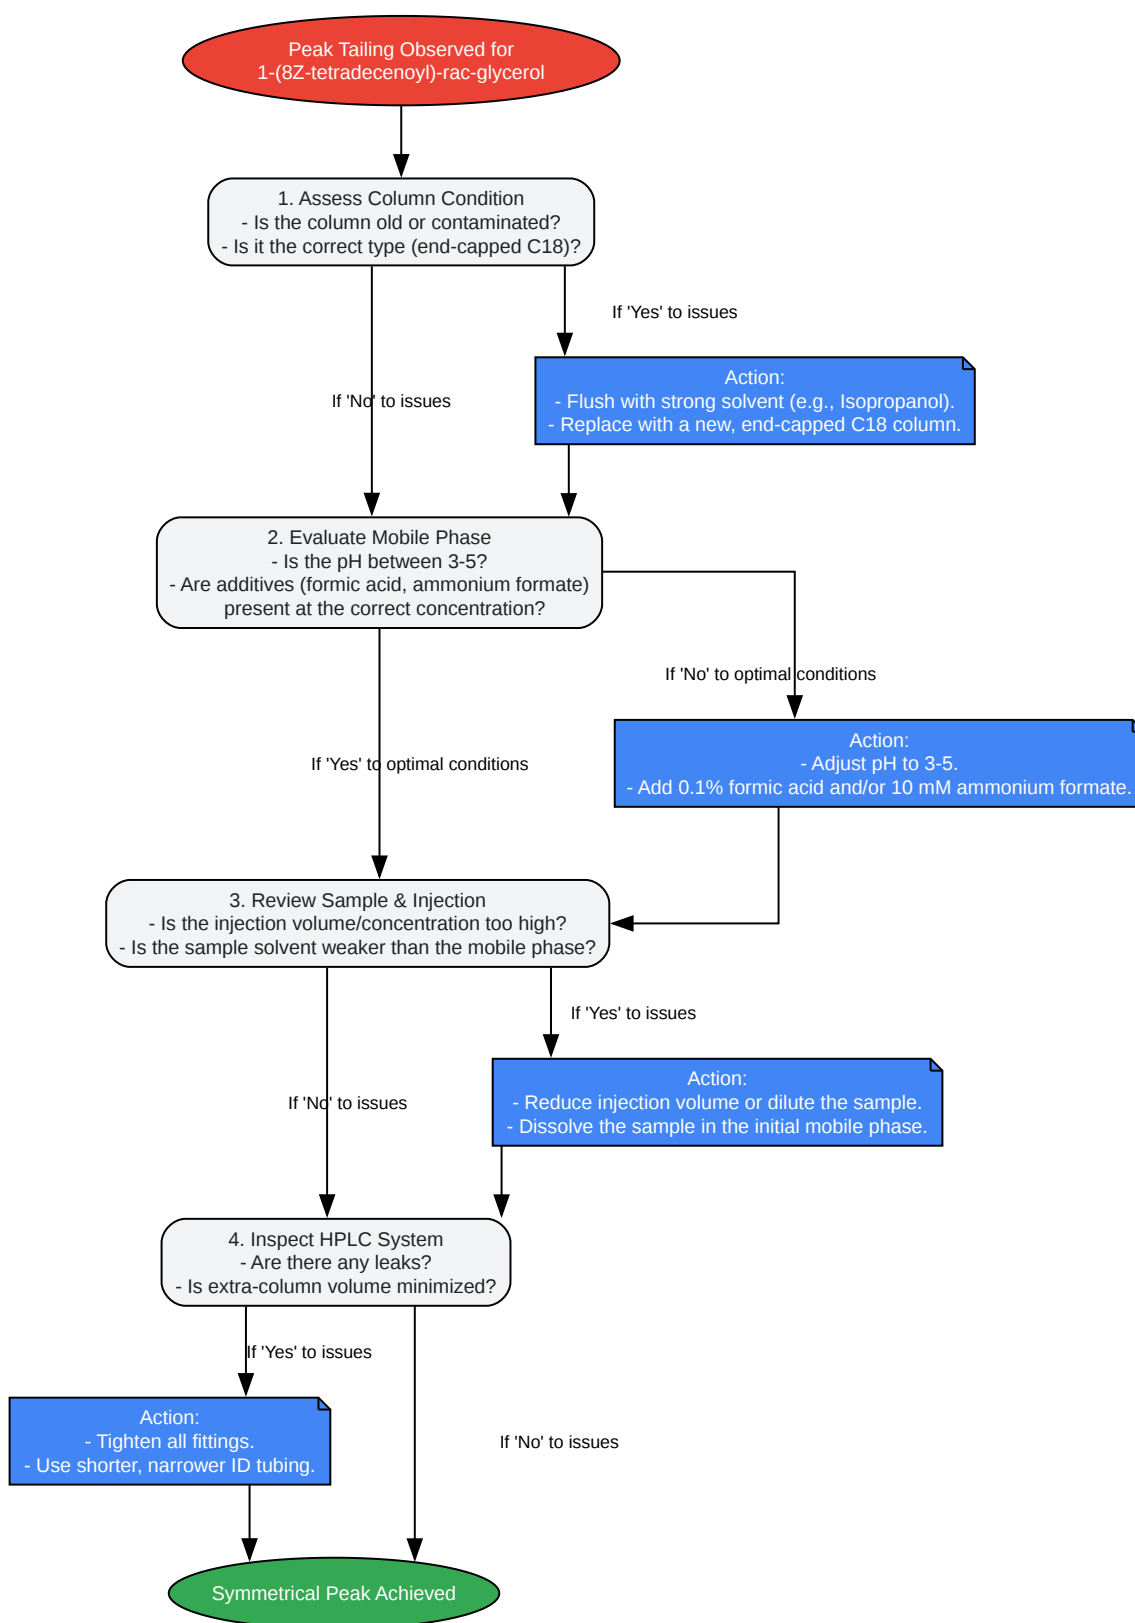 Peak Tailing Observed for
1-(8Z-tetradecenoyl)-rac-glycerol
1. Assess Column Condition
- Is the column old or contaminated?
- Is it the correct type (end-capped C18)?
If 'Yes' to issues
If 'No' to issues
Action:
- Flush with strong solvent (e.g., Isopropanol).
- Replace with a new, end-capped C18 column.
2. Evaluate Mobile Phase
- Is the pH between 3-5?
- Are additives (formic acid, ammonium formate)
present at the correct concentration?
If 'No' to optimal conditions
If 'Yes' to optimal conditions
Action:
- Adjust pH to 3-5.
- Add 0.1% formic acid and/or 10 mM ammonium formate.
3. Review Sample & Injection
- Is the injection volume/concentration too high?
- Is the sample solvent weaker than the mobile phase?
If 'Yes' to issues
If 'No' to issues
Action:
- Reduce injection volume or dilute the sample.
- Dissolve the sample in the initial mobile phase.
4. Inspect HPLC System
- Are there any leaks?
- Is extra-column volume minimized?
If 'Yes' to issues
Action:
- Tighten all fittings.
- Use shorter, narrower ID tubing.
If 'No' to issues
Symmetrical Peak Achieved